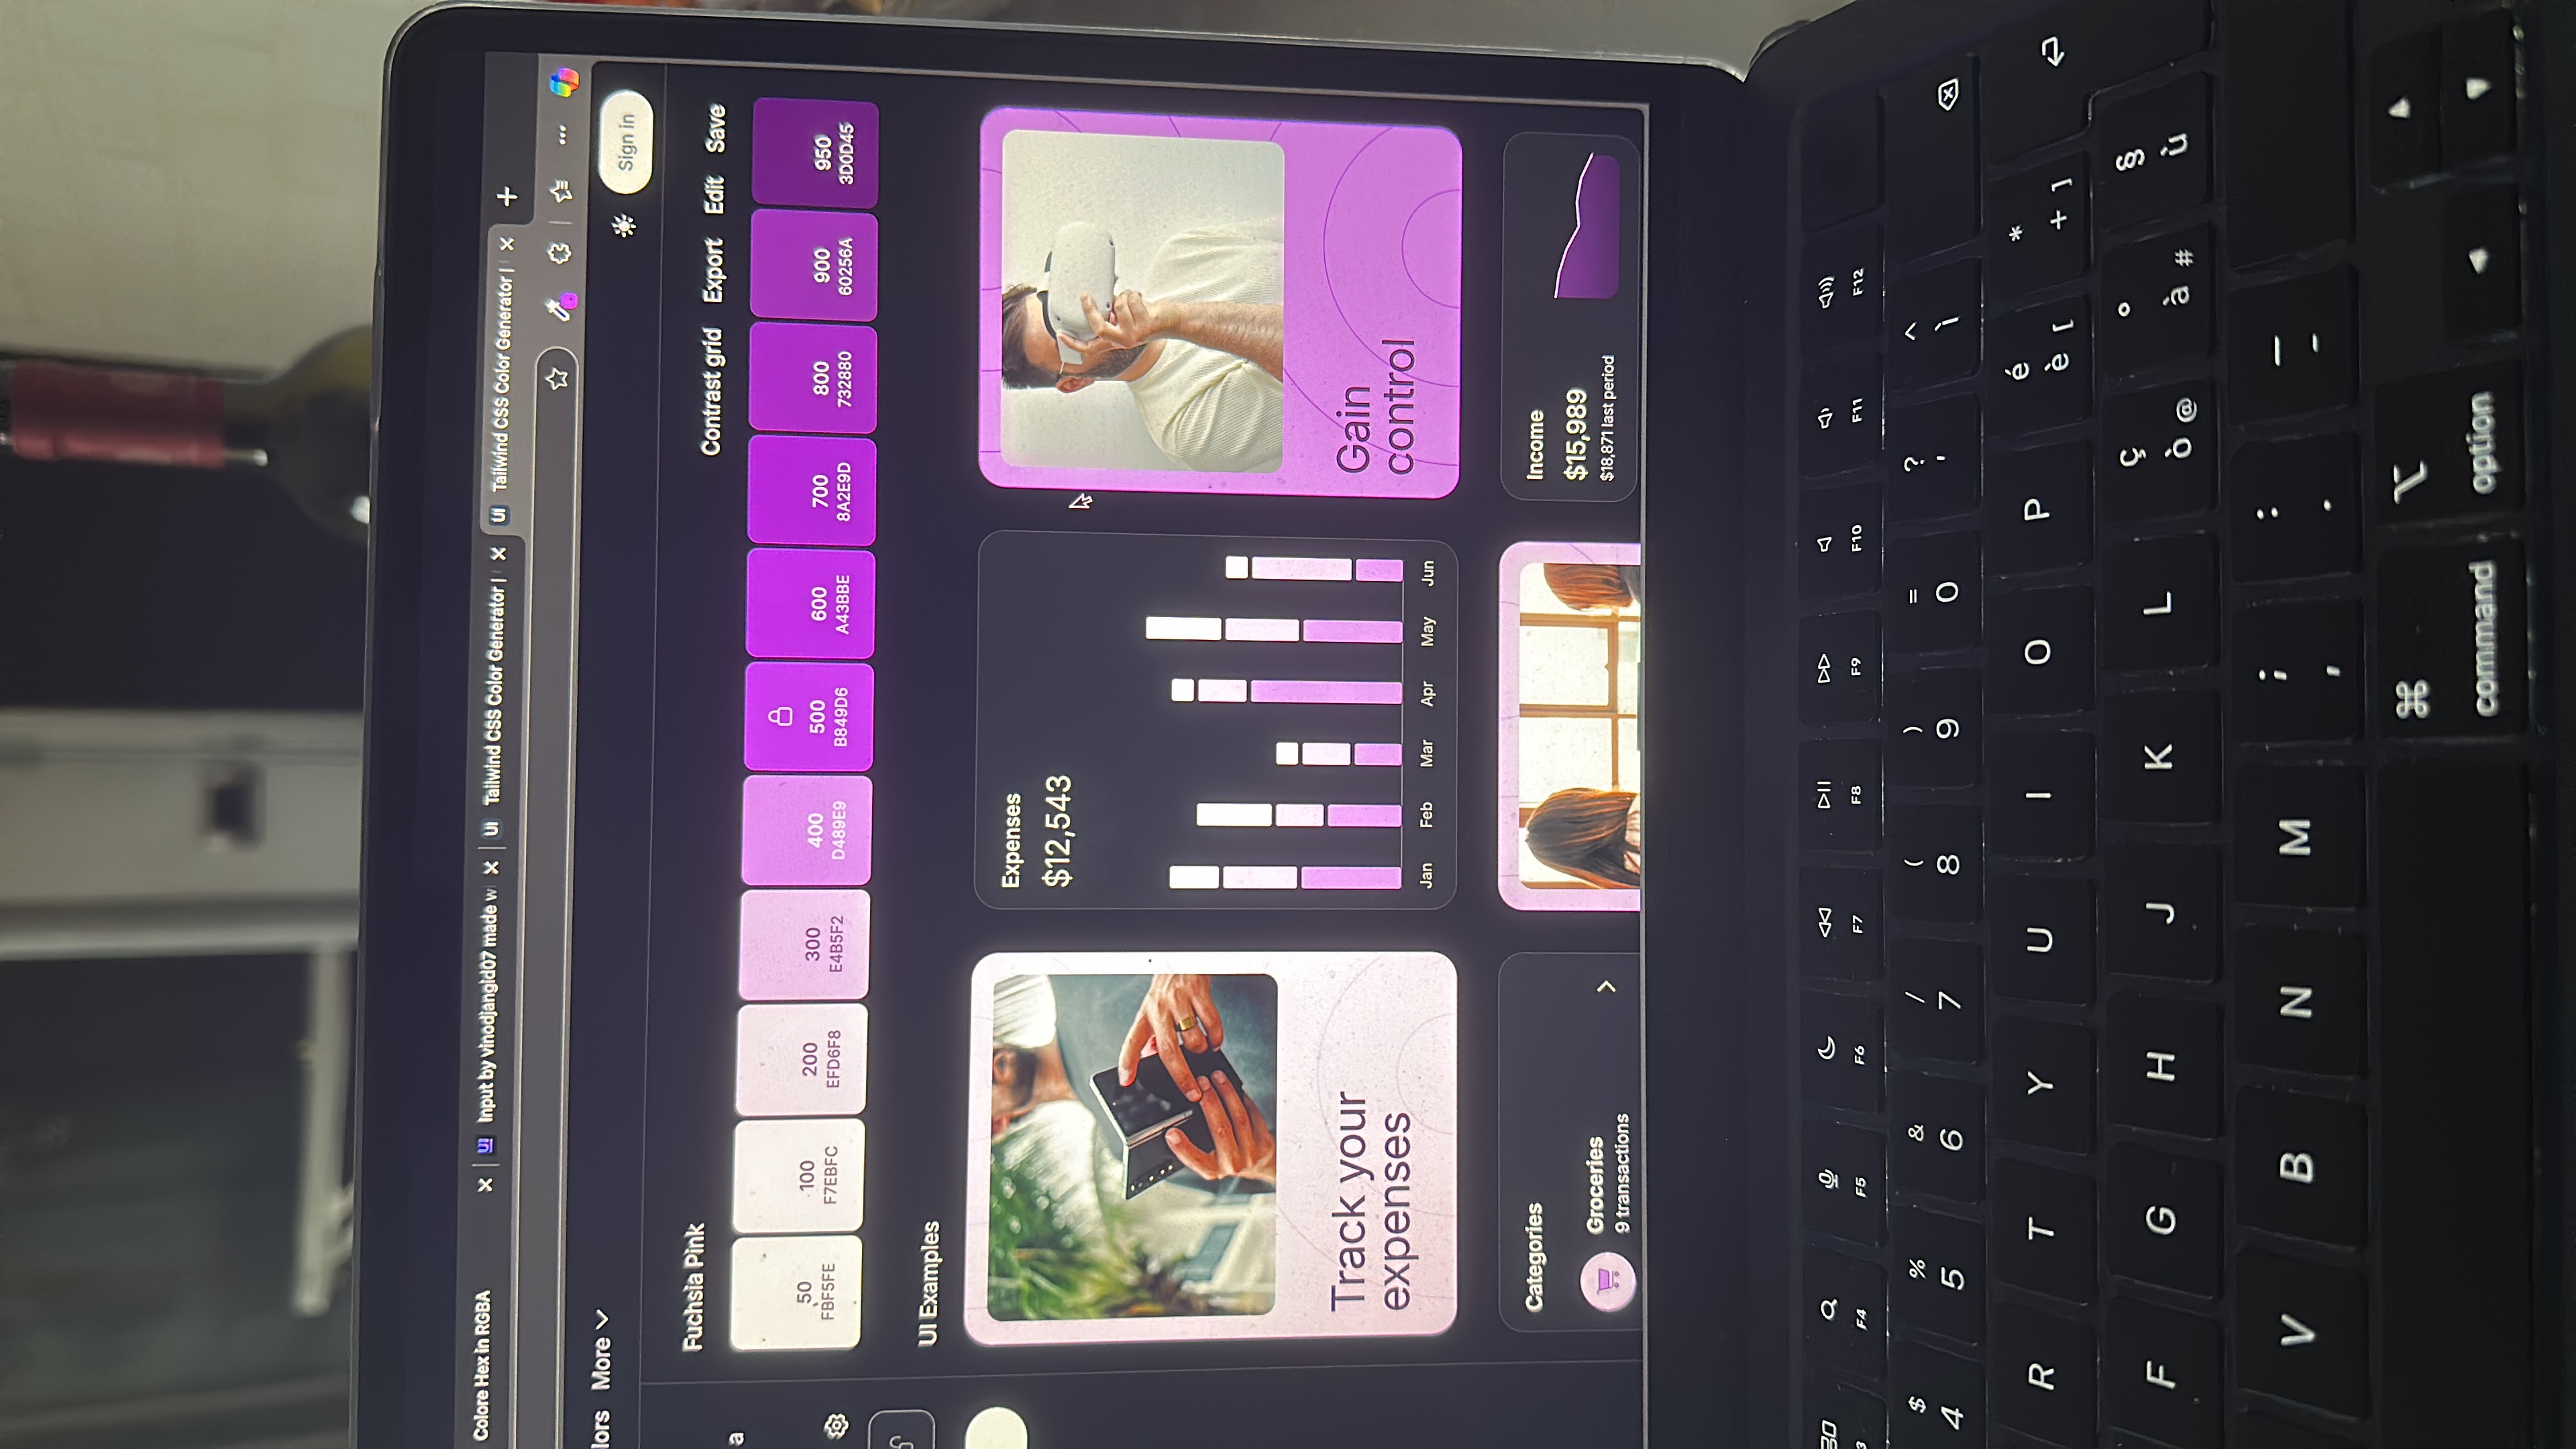 Colore Hex in RGBA
Input by vinodjangid07 made w
Tailwind CSS Color Generator |
Tailwind CSS Color Generator |
lors More
Sign in
Fuchsia Pink
Contrast grid Export Edit Save
a
50 100 200 300 400 500 600 700 800 900 950
FBF5FE F7EBFC EFD6F8 E4B5F2 D489E9 B849D6 A43BBE 8A2E9D 732880 60256A 3D0D45
UI Examples
Track your
expenses
Expenses
$12,543
Jan Feb Mar Apr May Jun
Gain
control
Categories
Groceries
9 transactions
Income
$15,989
$18,871 last period
3 F4 F5 F6 F7 F8 F9 F10 F11 F12
$ % & / ( ) = ? ^
4 5 6 7 8 9 0 ' ì
R T Y U I O P é *
è [ + ]
F G H J K L ç ° §
ò @ à # ù
V B N M ; : _
, . -
⌘ ⌥
command option